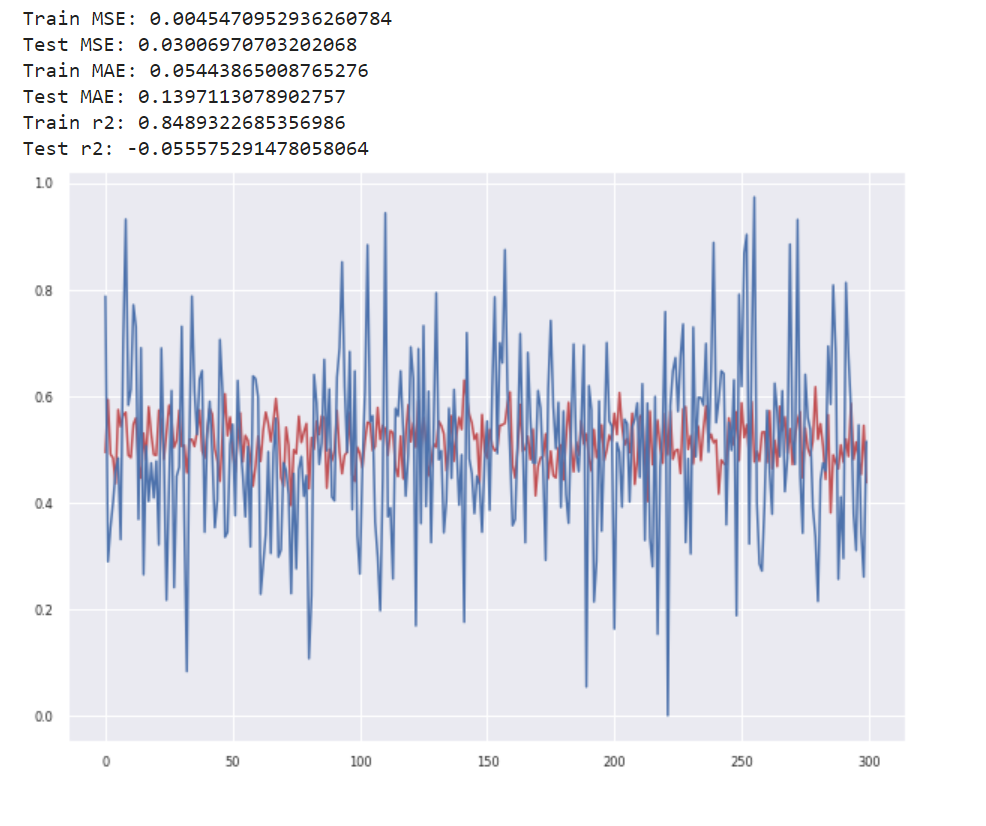 Train MSE: 0.0045470952936260784
Test MSE: 0.03006970703202068
Train MAE: 0.05443865008765276
Test MAE: 0.1397113078902757
Train r2: 0.8489322685356986
Test r2: -0.055575291478058064
1.0
0.8
0.6
0.4
0.2
0.0
0 50 100 150 200 250 300